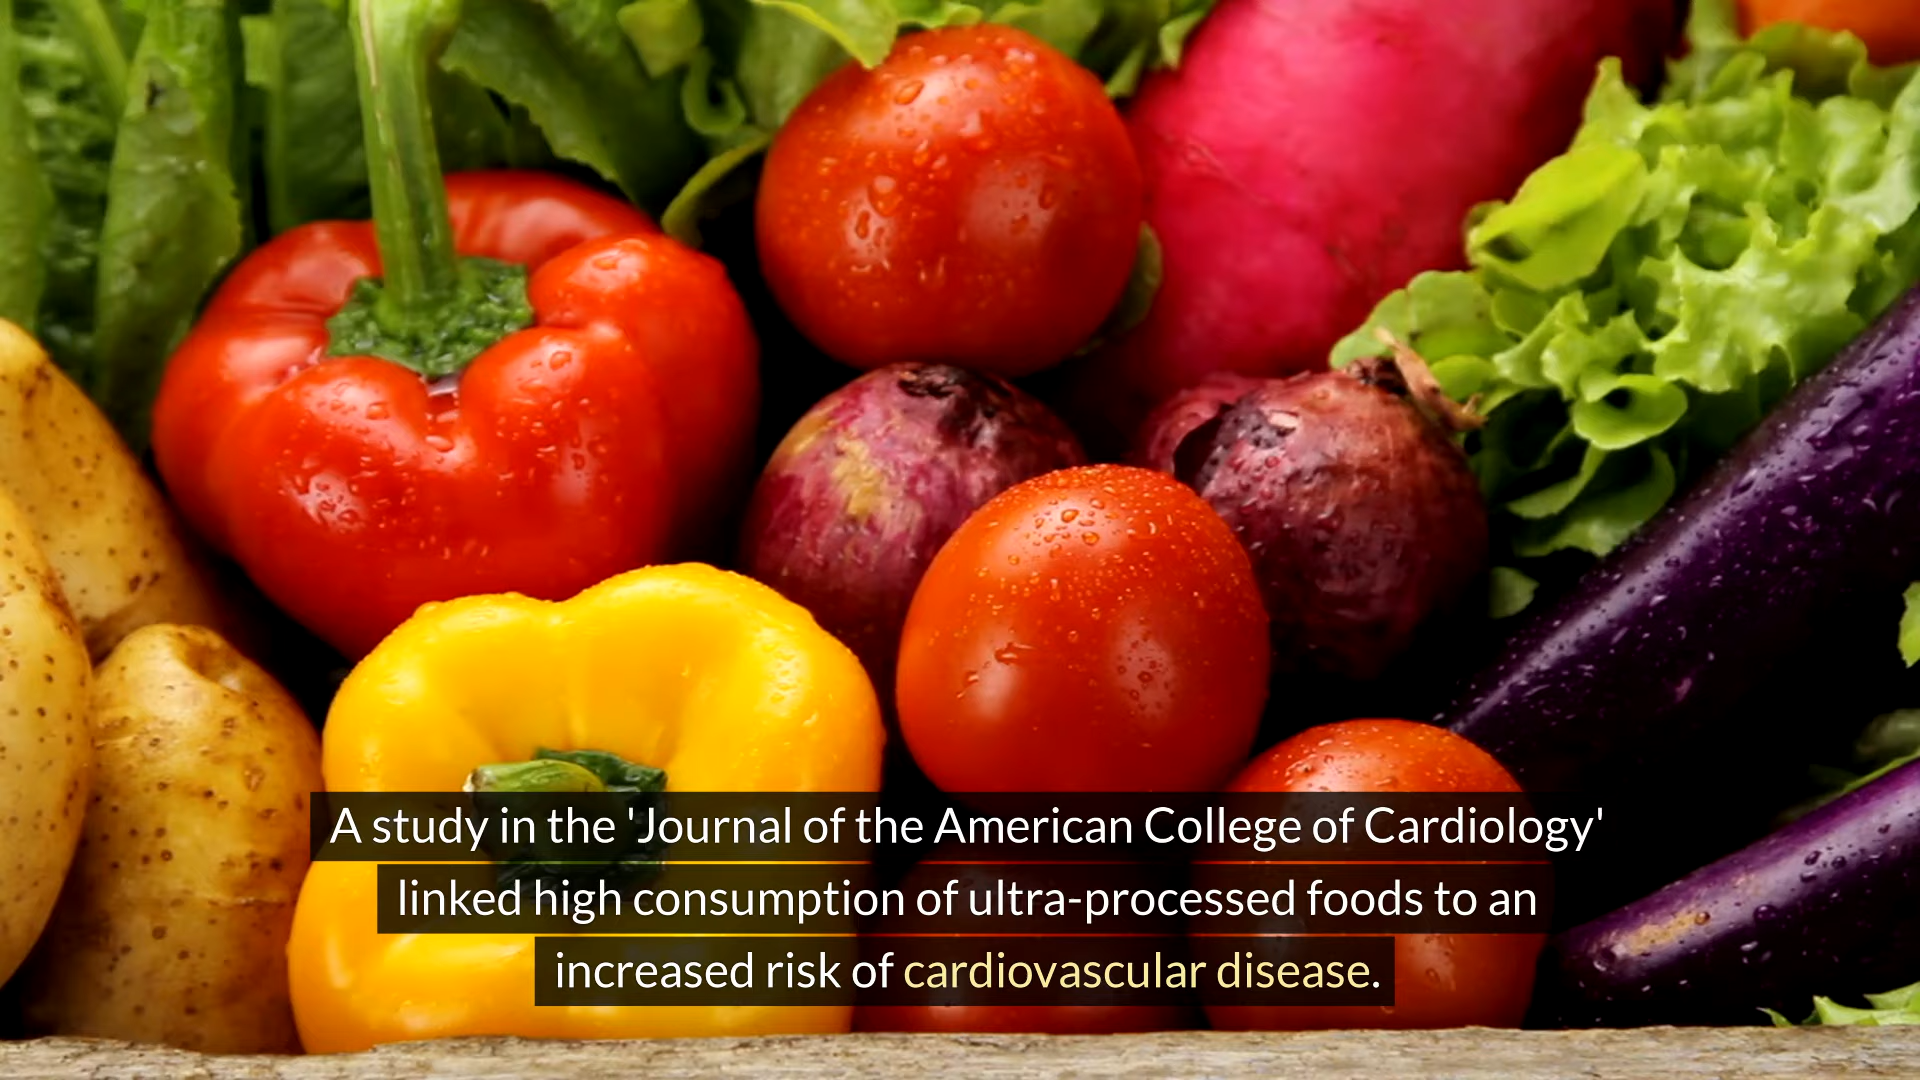 A study in the 'Journal of the American College of Cardiology'
linked high consumption of ultra-processed foods to an
increased risk of cardiovascular disease.